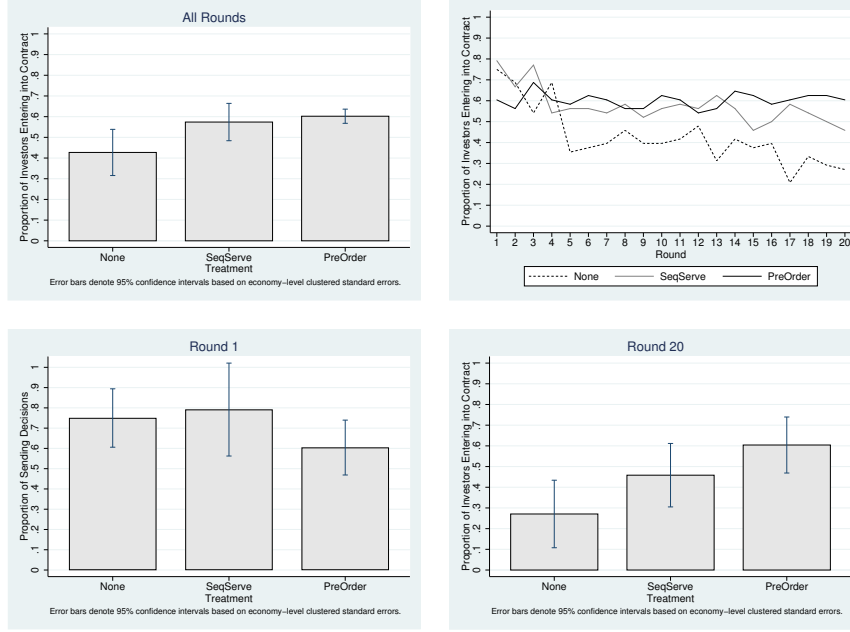 All Rounds
Proportion of Investors Entering into Contract
0 .1 .2 .3 .4 .5 .6 .7 .8 .9 1
None SeqServe PreOrder
Treatment
Error bars denote 95% confidence intervals based on economy−level clustered standard errors.
Proportion of Investors Entering into Contract
0 .1 .2 .3 .4 .5 .6 .7 .8 .9 1
1 2 3 4 5 6 7 8 9 10 11 12 13 14 15 16 17 18 19 20
Round
None SeqServe PreOrder
Round 1
Proportion of Sending Decisions
0 .1 .2 .3 .4 .5 .6 .7 .8 .9 1
None SeqServe PreOrder
Treatment
Error bars denote 95% confidence intervals based on economy−level clustered standard errors.
Round 20
Proportion of Investors Entering into Contract
0 .1 .2 .3 .4 .5 .6 .7 .8 .9 1
None SeqServe PreOrder
Treatment
Error bars denote 95% confidence intervals based on economy−level clustered standard errors.